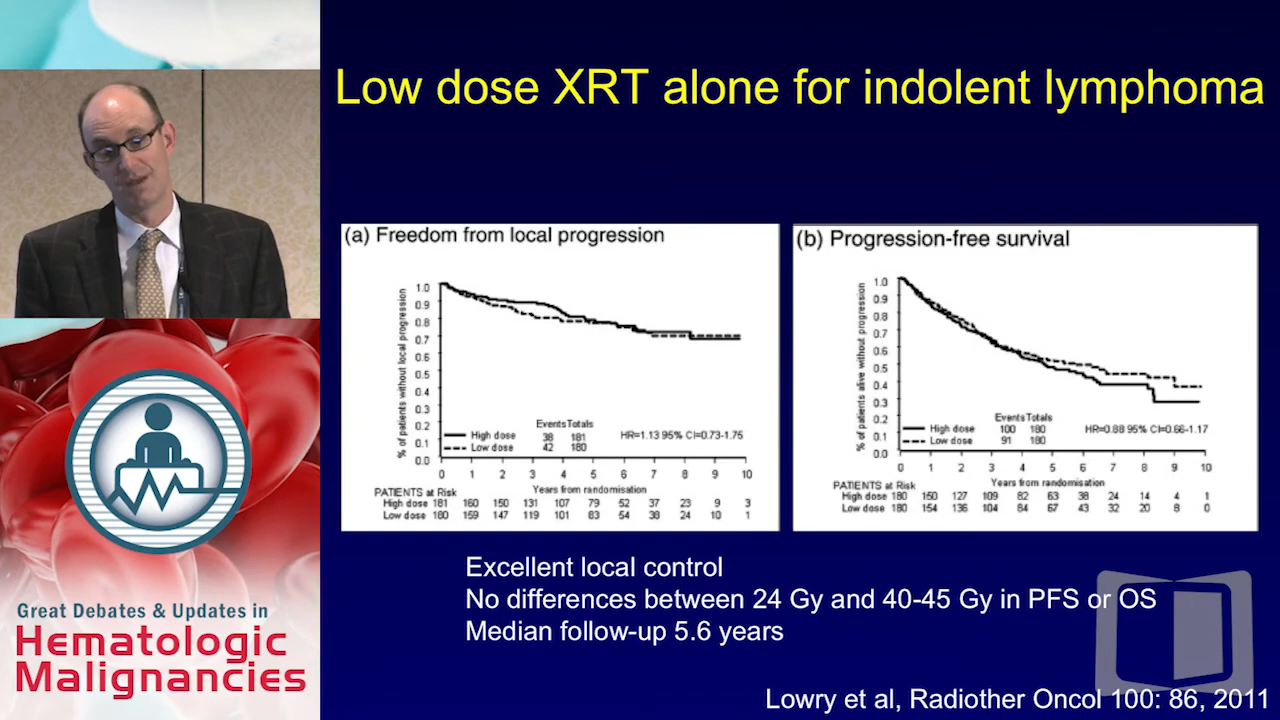 Low dose XRT alone for indolent lymphoma
(a) Freedom from local progression
% of patients without local progression
1.0
0.9
0.8
0.7
0.6
0.5
0.4
0.3
0.2
0.1
0.0
Events Totals
High dose 38 181
Low dose 42 180
HR=1.13 95% CI=0.73-1.75
0 1 2 3 4 5 6 7 8 9 10
Years from randomisation
PATIENTS at Risk
High dose 181 160 150 131 107 79 52 37 23 9 3
Low dose 180 159 147 119 101 83 54 38 24 10 1
(b) Progression-free survival
% of patients alive without progression
1.0
0.9
0.8
0.7
0.6
0.5
0.4
0.3
0.2
0.1
0.0
Events Totals
High dose 100 180
Low dose 91 180
HR=0.88 95% CI=0.66-1.17
0 1 2 3 4 5 6 7 8 9 10
Years from randomisation
PATIENTS at Risk
High dose 180 150 127 109 82 63 38 24 14 4 1
Low dose 180 154 136 104 84 67 43 32 20 8 0
Excellent local control
No differences between 24 Gy and 40-45 Gy in PFS or OS
Median follow-up 5.6 years
Lowry et al, Radiother Oncol 100: 86, 2011
Great Debates & Updates in
Hematologic
Malignancies